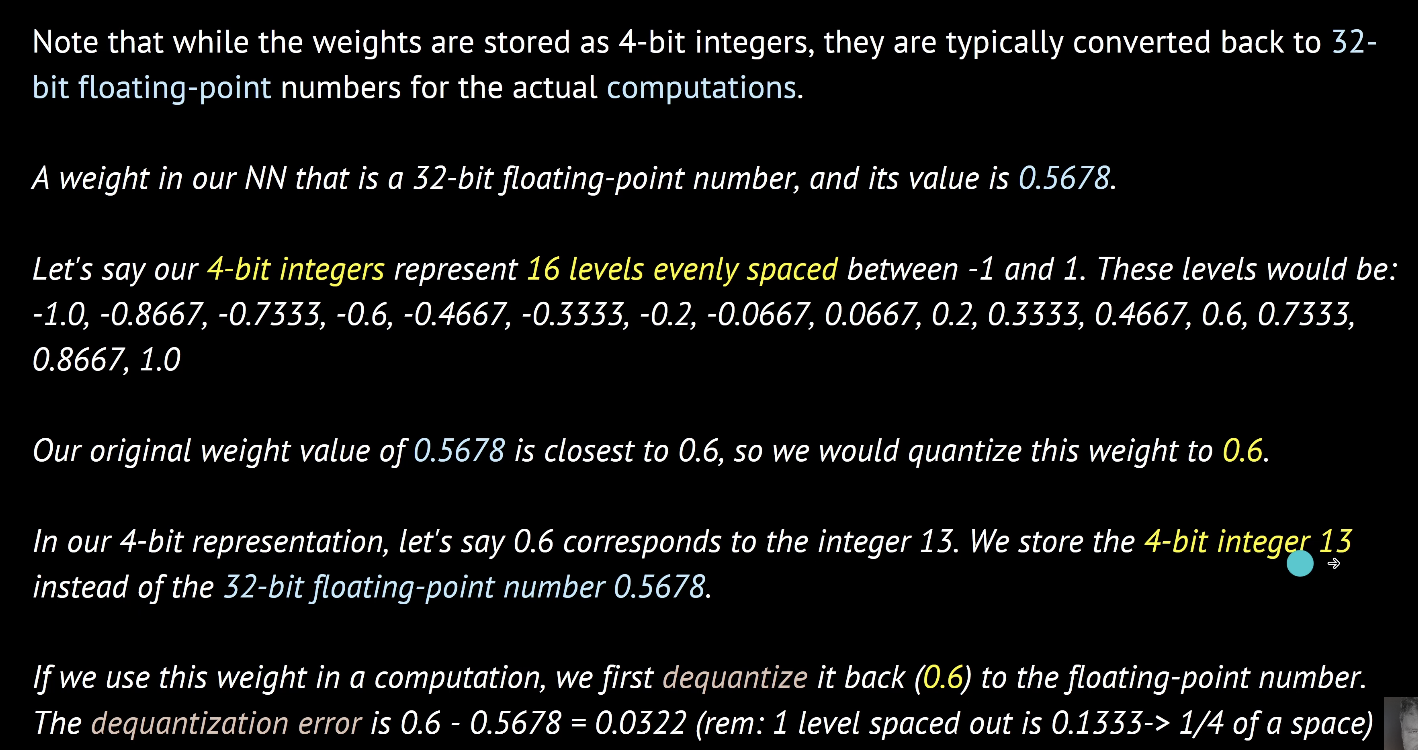 Note that while the weights are stored as 4-bit integers, they are typically converted back to 32-
bit floating-point numbers for the actual computations.
A weight in our NN that is a 32-bit floating-point number, and its value is 0.5678.
Let's say our 4-bit integers represent 16 levels evenly spaced between -1 and 1. These levels would be:
-1.0, -0.8667, -0.7333, -0.6, -0.4667, -0.3333, -0.2, -0.0667, 0.0667, 0.2, 0.3333, 0.4667, 0.6, 0.7333,
0.8667, 1.0
Our original weight value of 0.5678 is closest to 0.6, so we would quantize this weight to 0.6.
In our 4-bit representation, let's say 0.6 corresponds to the integer 13. We store the 4-bit integer 13
instead of the 32-bit floating-point number 0.5678.
If we use this weight in a computation, we first dequantize it back (0.6) to the floating-point number.
The dequantization error is 0.6 - 0.5678 = 0.0322 (rem: 1 level spaced out is 0.1333-> 1/4 of a space)